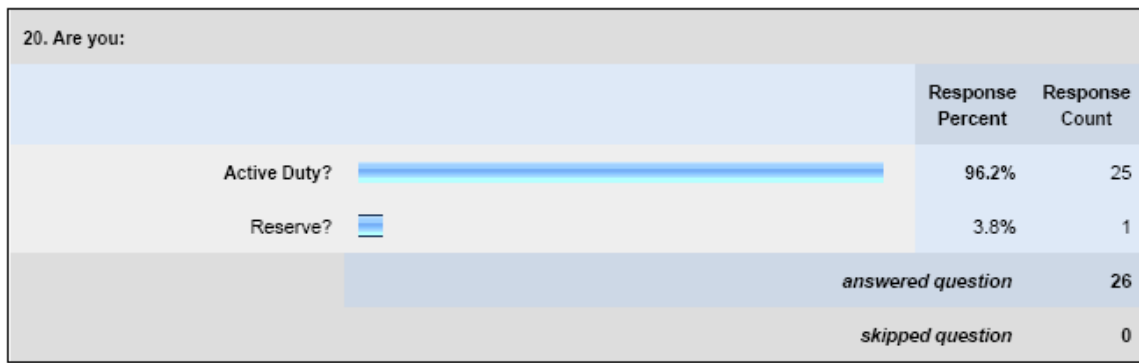 20. Are you:
Response Percent Response Count
Active Duty? 96.2% 25
Reserve? 3.8% 1
answered question 26
skipped question 0